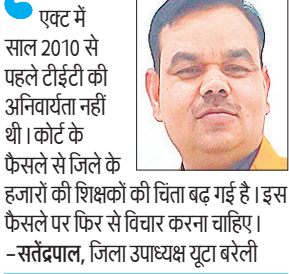 एक्ट में
साल 2010 से
पहले टीईटी की
अनिवार्यता नहीं
थी। कोर्ट के
फैसले से जिले के
हजारों की शिक्षकों की चिंता बढ़ गई है। इस
फैसले पर फिर से विचार करना चाहिए।
-सतेंद्रपाल, जिला उपाध्यक्ष यूटा बरेली